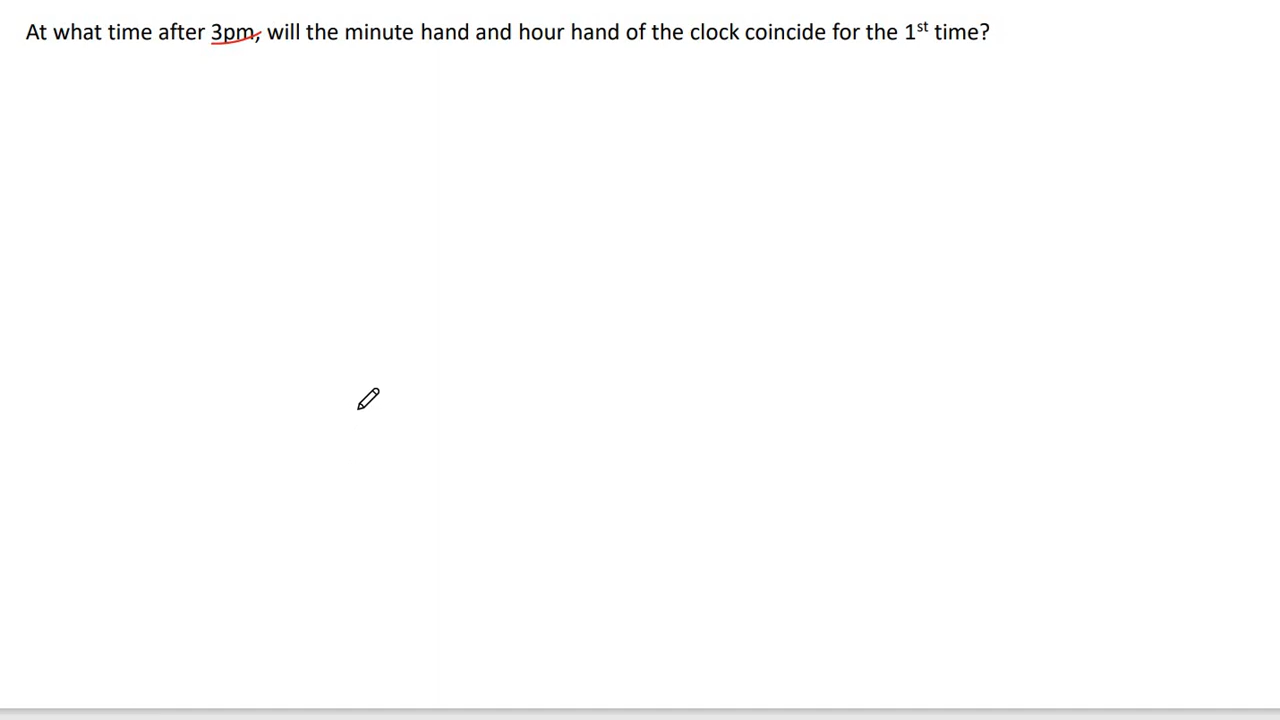 At what time after 3pm, will the minute hand and hour hand of the clock coincide for the 1st time?